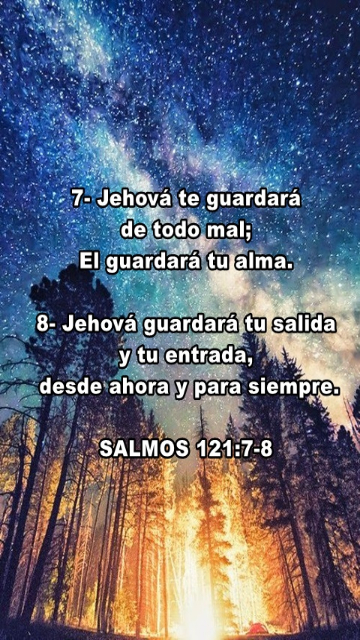 7- Jehová te guardará
de todo mal;
El guardará tu alma.
8- Jehová guardará tu salida
y tu entrada,
desde ahora y para siempre.
SALMOS 121:7-8